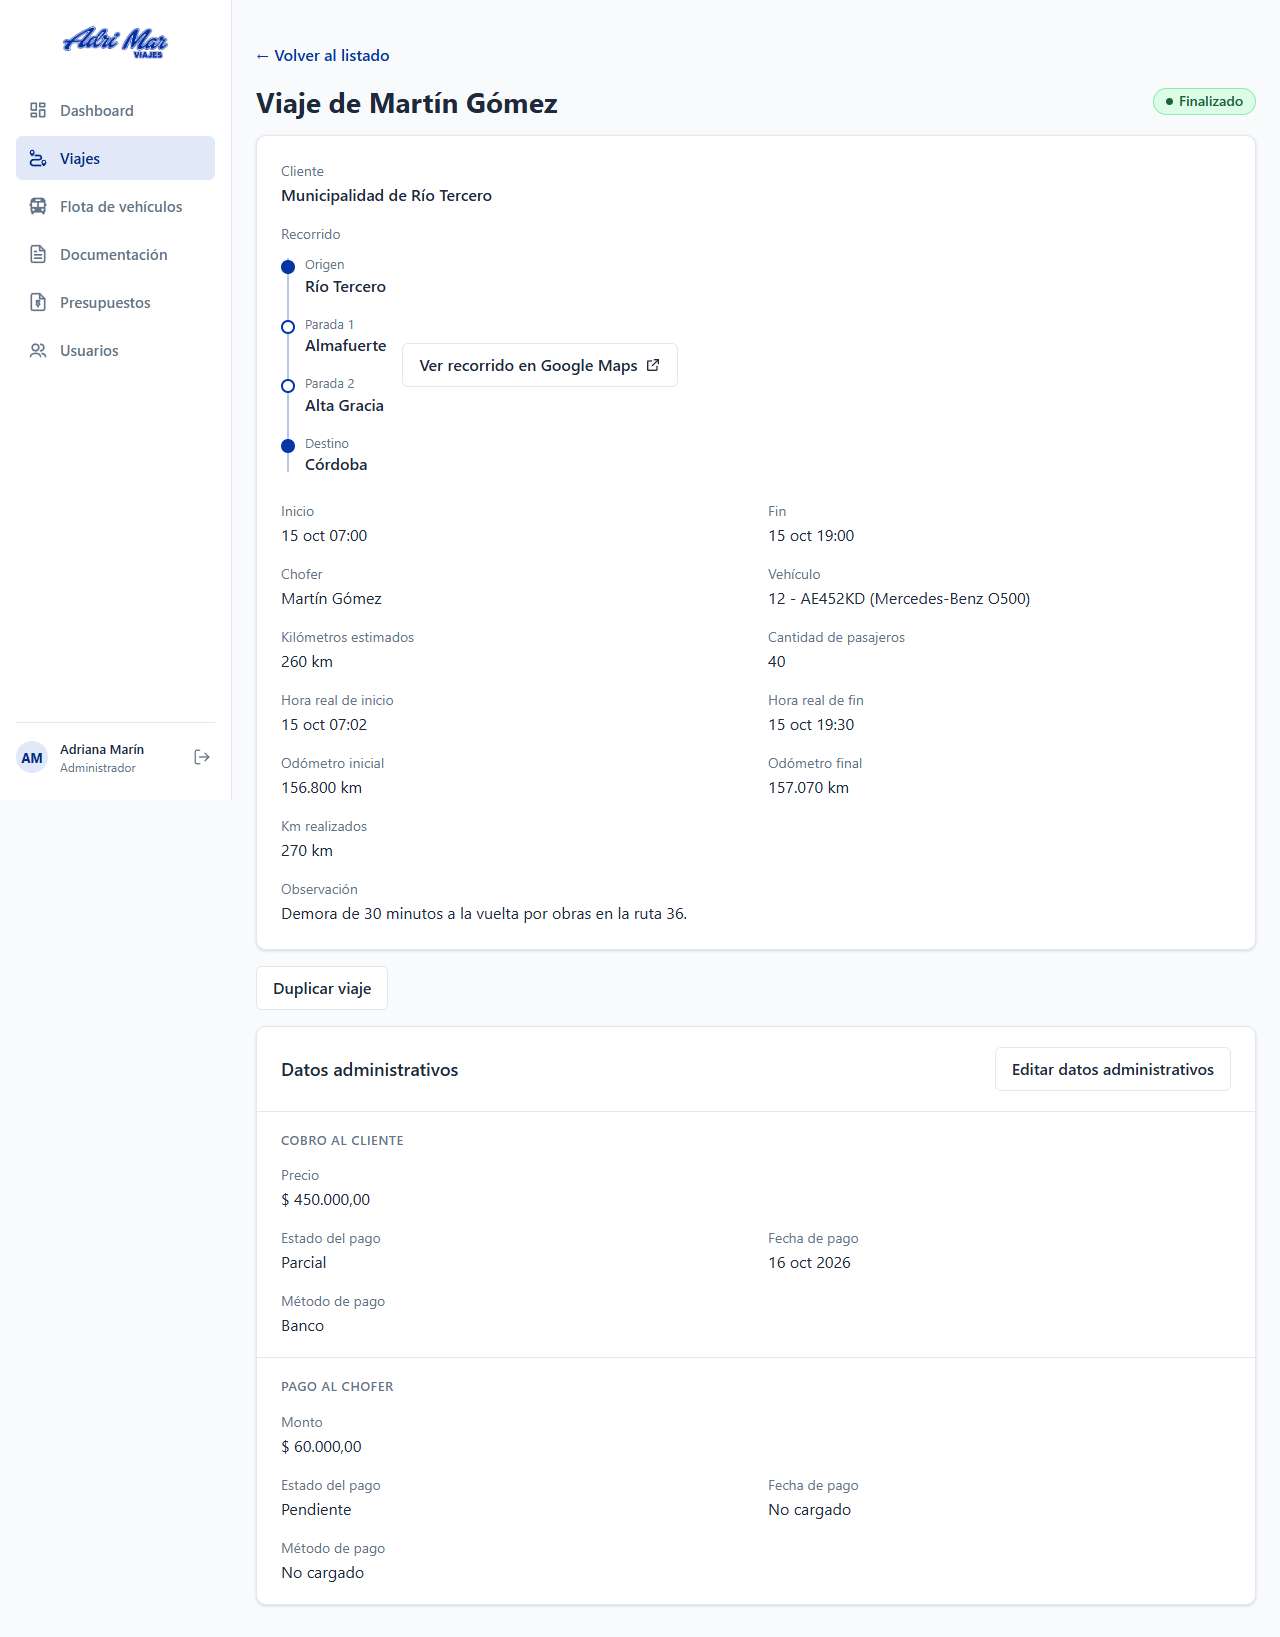 Adri Mar
VIAJES
Dashboard
Viajes
Flota de vehículos
Documentación
Presupuestos
Usuarios
AM
Adriana Marín
Administrador
← Volver al listado
Viaje de Martín Gómez
Finalizado
Cliente
Municipalidad de Río Tercero
Recorrido
Origen
Río Tercero
Parada 1
Almafuerte
Parada 2
Alta Gracia
Destino
Córdoba
Ver recorrido en Google Maps
Inicio
15 oct 07:00
Fin
15 oct 19:00
Chofer
Martín Gómez
Vehículo
12 - AE452KD (Mercedes-Benz O500)
Kilómetros estimados
260 km
Cantidad de pasajeros
40
Hora real de inicio
15 oct 07:02
Hora real de fin
15 oct 19:30
Odómetro inicial
156.800 km
Odómetro final
157.070 km
Km realizados
270 km
Observación
Demora de 30 minutos a la vuelta por obras en la ruta 36.
Duplicar viaje
Datos administrativos
Editar datos administrativos
COBRO AL CLIENTE
Precio
$ 450.000,00
Estado del pago
Parcial
Fecha de pago
16 oct 2026
Método de pago
Banco
PAGO AL CHOFER
Monto
$ 60.000,00
Estado del pago
Pendiente
Fecha de pago
No cargado
Método de pago
No cargado